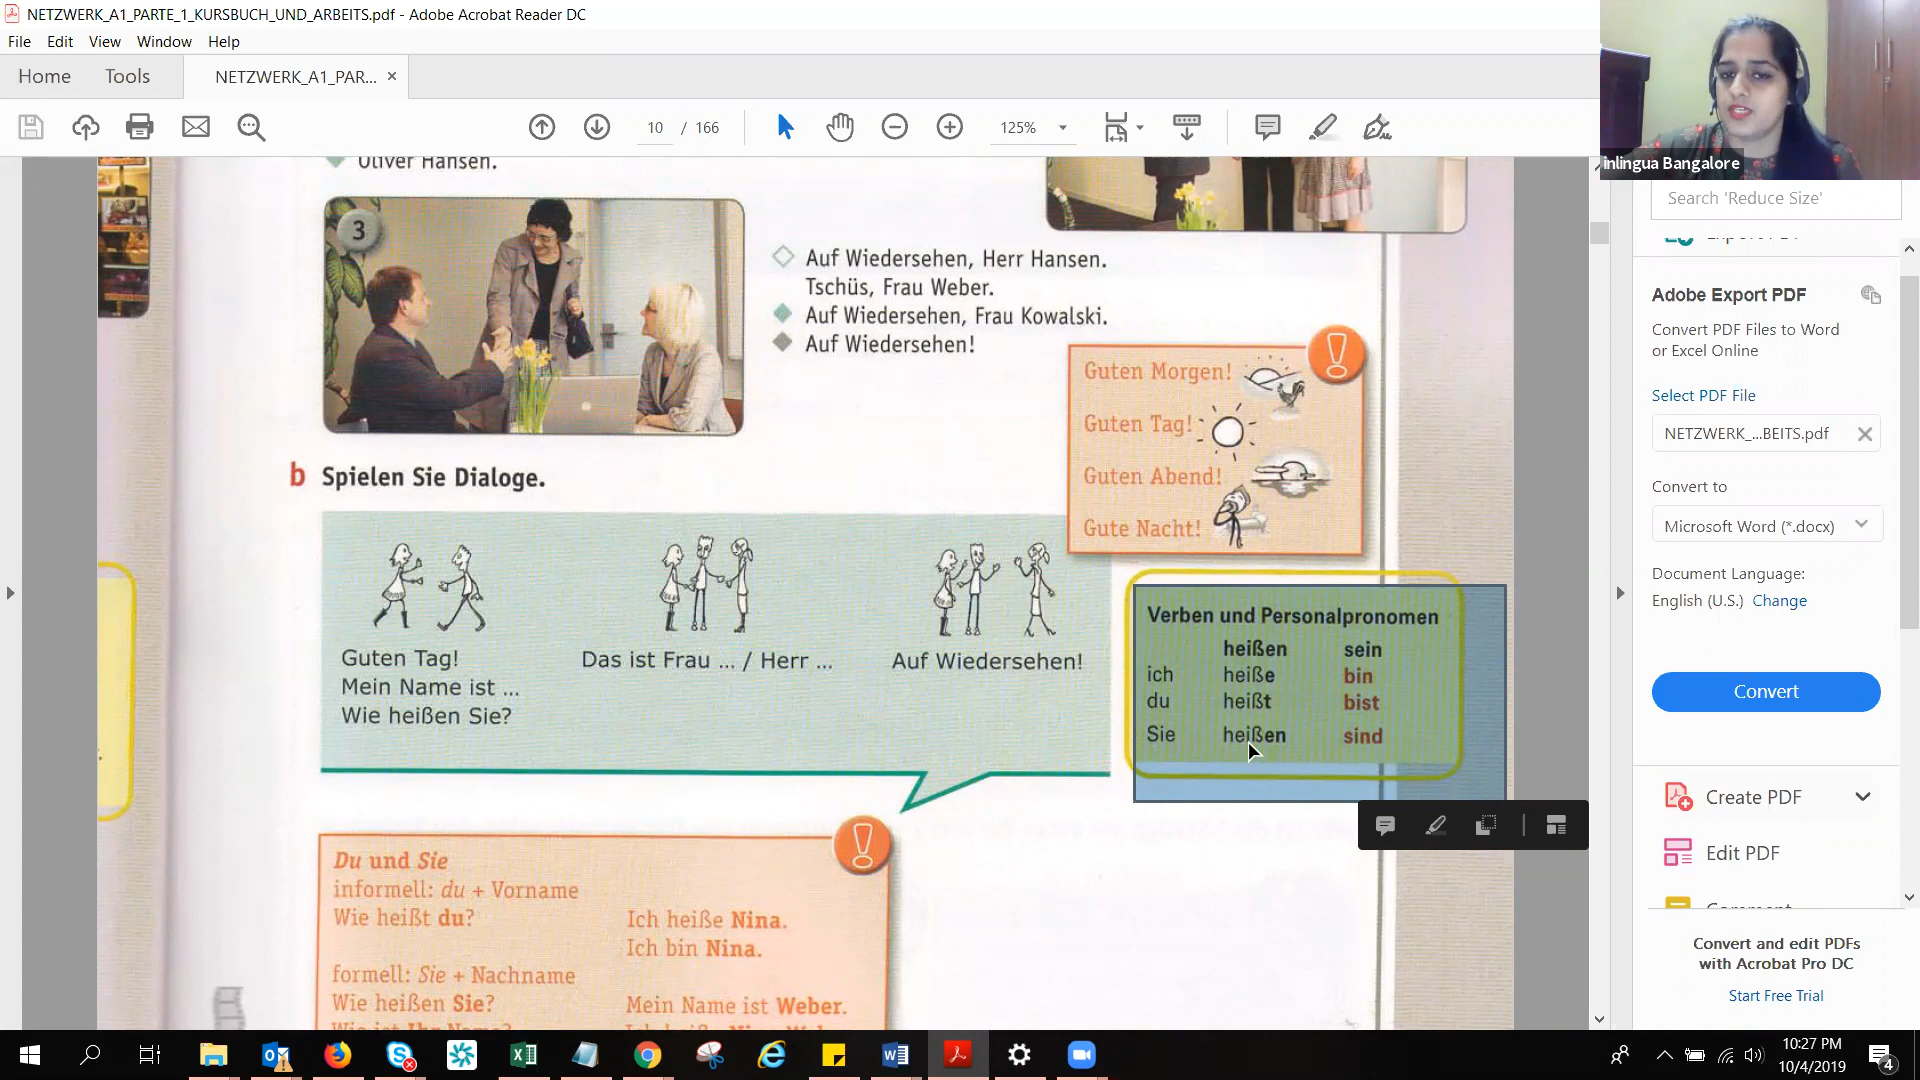 NETZWERK_A1_PARTE_1_KURSBUCH_UND_ARBEITS.pdf - Adobe Acrobat Reader DC
File Edit View Window Help
Home Tools NETZWERK_A1_PAR... ×
10 / 166
125%
inlingua Bangalore
Oliver Hansen.
3
Auf Wiedersehen, Herr Hansen.
Tschüs, Frau Weber.
Auf Wiedersehen, Frau Kowalski.
Auf Wiedersehen!
Guten Morgen!
Guten Tag!
Guten Abend!
Gute Nacht!
b Spielen Sie Dialoge.
Guten Tag!
Mein Name ist ...
Wie heißen Sie?
Das ist Frau ... / Herr ...
Auf Wiedersehen!
Verben und Personalpronomen
heißen sein
ich heiße bin
du heißt bist
Sie heißen sind
Du und Sie
informell: du + Vorname
Wie heißt du? Ich heiße Nina.
Ich bin Nina.
formell: Sie + Nachname
Wie heißen Sie? Mein Name ist Weber.
Search 'Reduce Size'
Adobe Export PDF
Convert PDF Files to Word
or Excel Online
Select PDF File
NETZWERK_...BEITS.pdf
Convert to
Microsoft Word (*.docx)
Document Language:
English (U.S.) Change
Convert
Create PDF
Edit PDF
Comment
Convert and edit PDFs
with Acrobat Pro DC
Start Free Trial
10:27 PM
10/4/2019
4